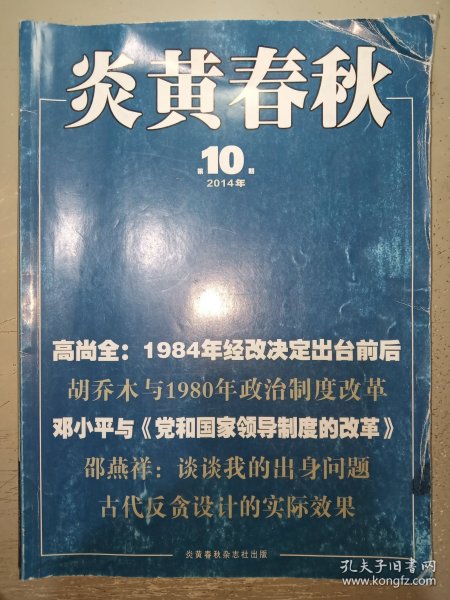 炎黄春秋
第10期
2014年
高尚全：1984年经改决定出台前后
胡乔木与1980年政治制度改革
邓小平与《党和国家领导制度的改革》
邵燕祥：谈谈我的出身问题
古代反贪设计的实际效果
炎黄春秋杂志社出版
孔夫子旧书网
www.kongfz.com